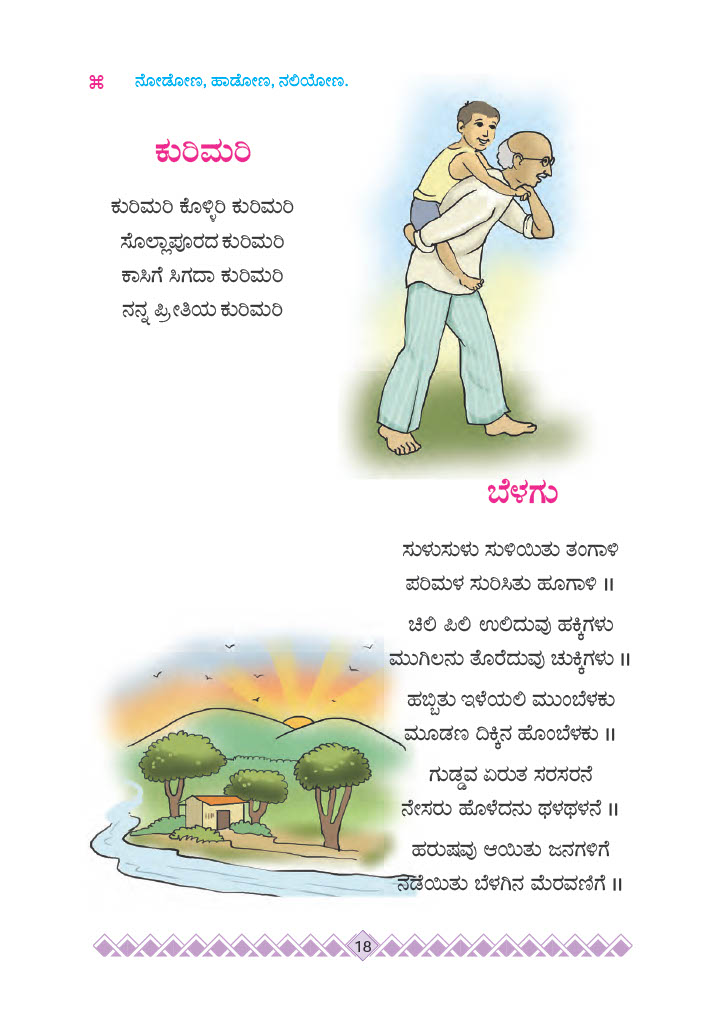 ನೋಡೋಣ, ಹಾಡೋಣ, ನಲಿಯೋಣ.
ಕುರಿಮರಿ
ಕುರಿಮರಿ ಕೊಳ್ಳಿರಿ ಕುರಿಮರಿ
ಸೊಲ್ಲಾಪೂರದ ಕುರಿಮರಿ
ಕಾಸಿಗೆ ಸಿಗದಾ ಕುರಿಮರಿ
ನನ್ನ ಪ್ರೀತಿಯ ಕುರಿಮರಿ
ಬೆಳಗು
ಸುಳುಸುಳು ಸುಳಿಯಿತು ತಂಗಾಳಿ
ಪರಿಮಳ ಸುರಿಸಿತು ಹೂಗಾಳಿ ॥
ಚಿಲಿ ಪಿಲಿ ಉಲಿದುವು ಹಕ್ಕಿಗಳು
ಮುಗಿಲನು ತೊರೆದುವು ಚುಕ್ಕಿಗಳು ॥
ಹಬ್ಬಿತು ಇಳೆಯಲಿ ಮುಂಬೆಳಕು
ಮೂಡಣ ದಿಕ್ಕಿನ ಹೊಂಬೆಳಕು ॥
ಗುಡ್ಡವ ಏರುತ ಸರಸರನೆ
ನೇಸರು ಹೊಳೆದನು ಥಳಥಳನೆ ॥
ಹರುಷವು ಆಯಿತು ಜನಗಳಿಗೆ
ನಡೆಯಿತು ಬೆಳಗಿನ ಮೆರವಣಿಗೆ ॥
18